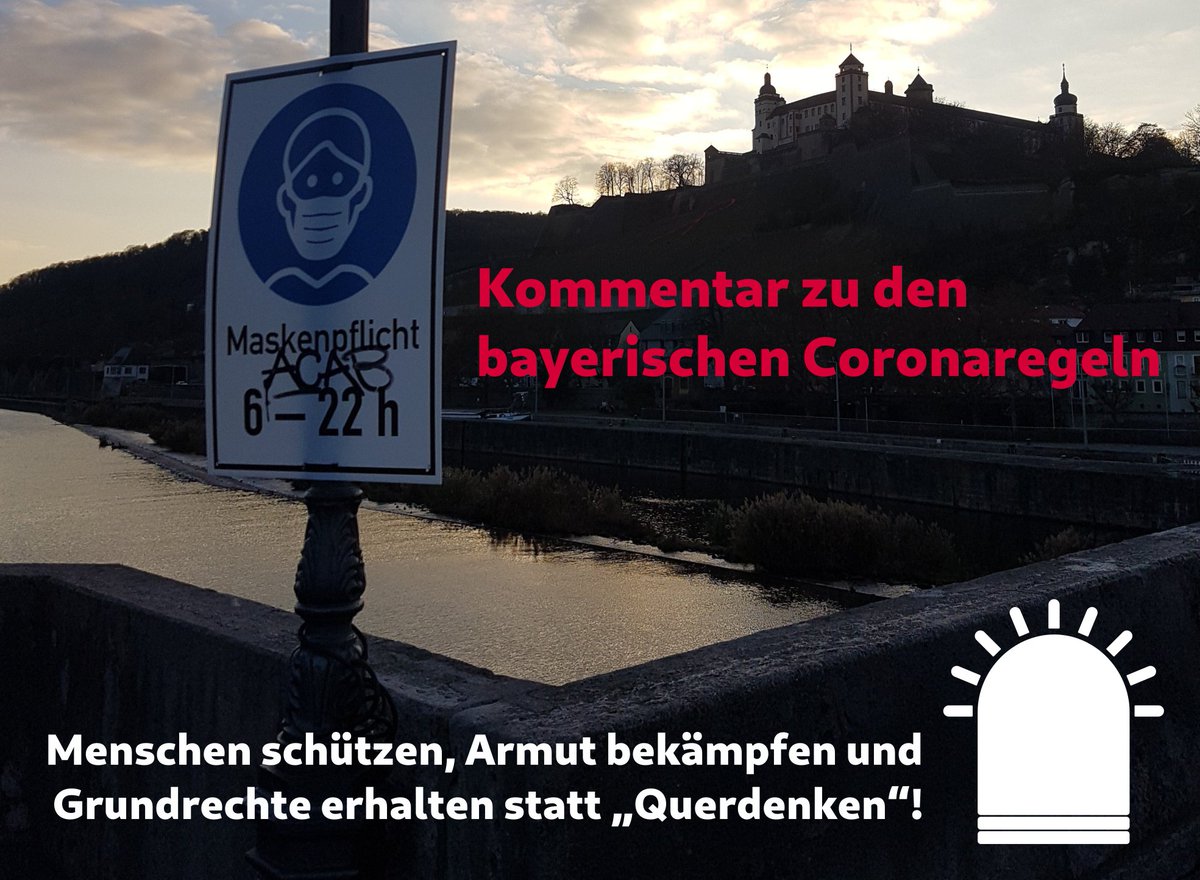 Maskenpflicht
ACAB
6 – 22 h
Kommentar zu den
bayerischen Coronaregeln
Menschen schützen, Armut bekämpfen und
Grundrechte erhalten statt „Querdenken“!